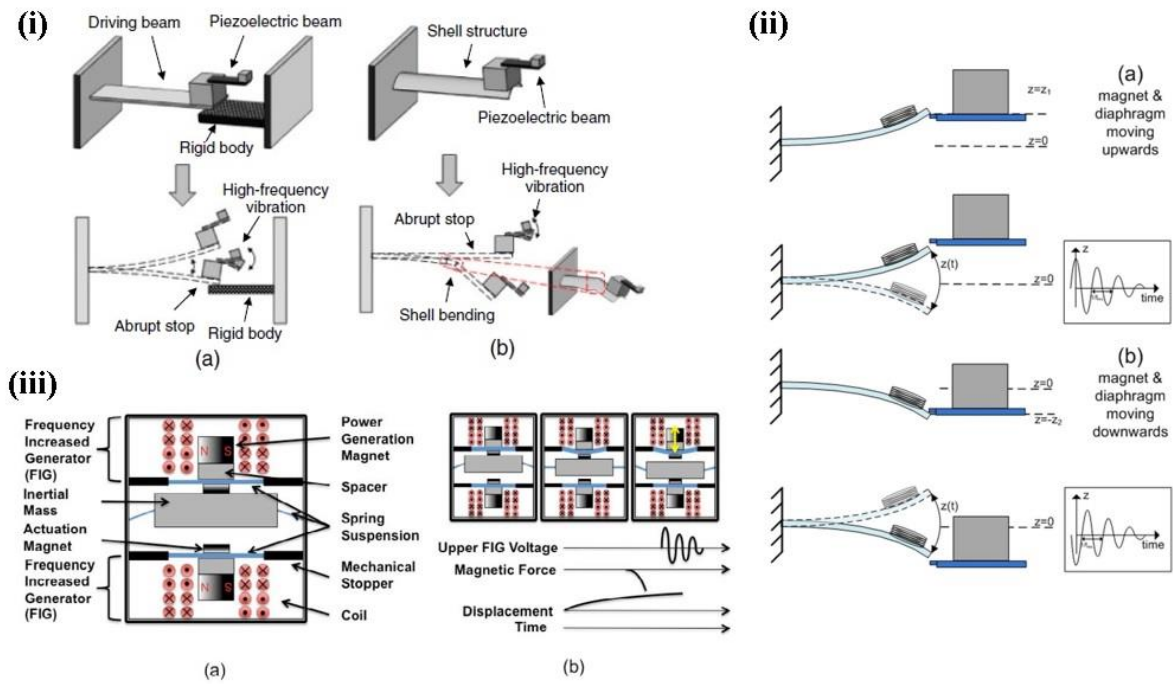 (i)
Driving beam
Piezoelectric beam
Rigid body
High-frequency
vibration
Abrupt stop
Rigid body
(a)
Shell structure
Piezoelectric beam
High-frequency
vibration
Abrupt stop
Shell bending
(b)
(ii)
z=z₁
z=0
(a)
magnet &
diaphragm
moving
upwards
z(t)
z=0
z
time
z=0
z=-z₂
(b)
magnet &
diaphragm
moving
downwards
z(t)
z=0
z
time
(iii)
Frequency
Increased
Generator
(FIG)
Inertial
Mass
Actuation
Magnet
Frequency
Increased
Generator
(FIG)
N S
N S
Power
Generation
Magnet
Spacer
Spring
Suspension
Mechanical
Stopper
Coil
(a)
Upper FIG Voltage
Magnetic Force
Displacement
Time
(b)